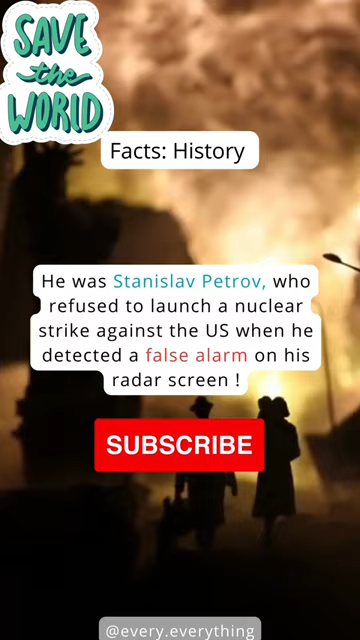 SAVE
the
WORLD
Facts: History
He was Stanislav Petrov, who
refused to launch a nuclear
strike against the US when he
detected a false alarm on his
radar screen !
SUBSCRIBE
@every.everything